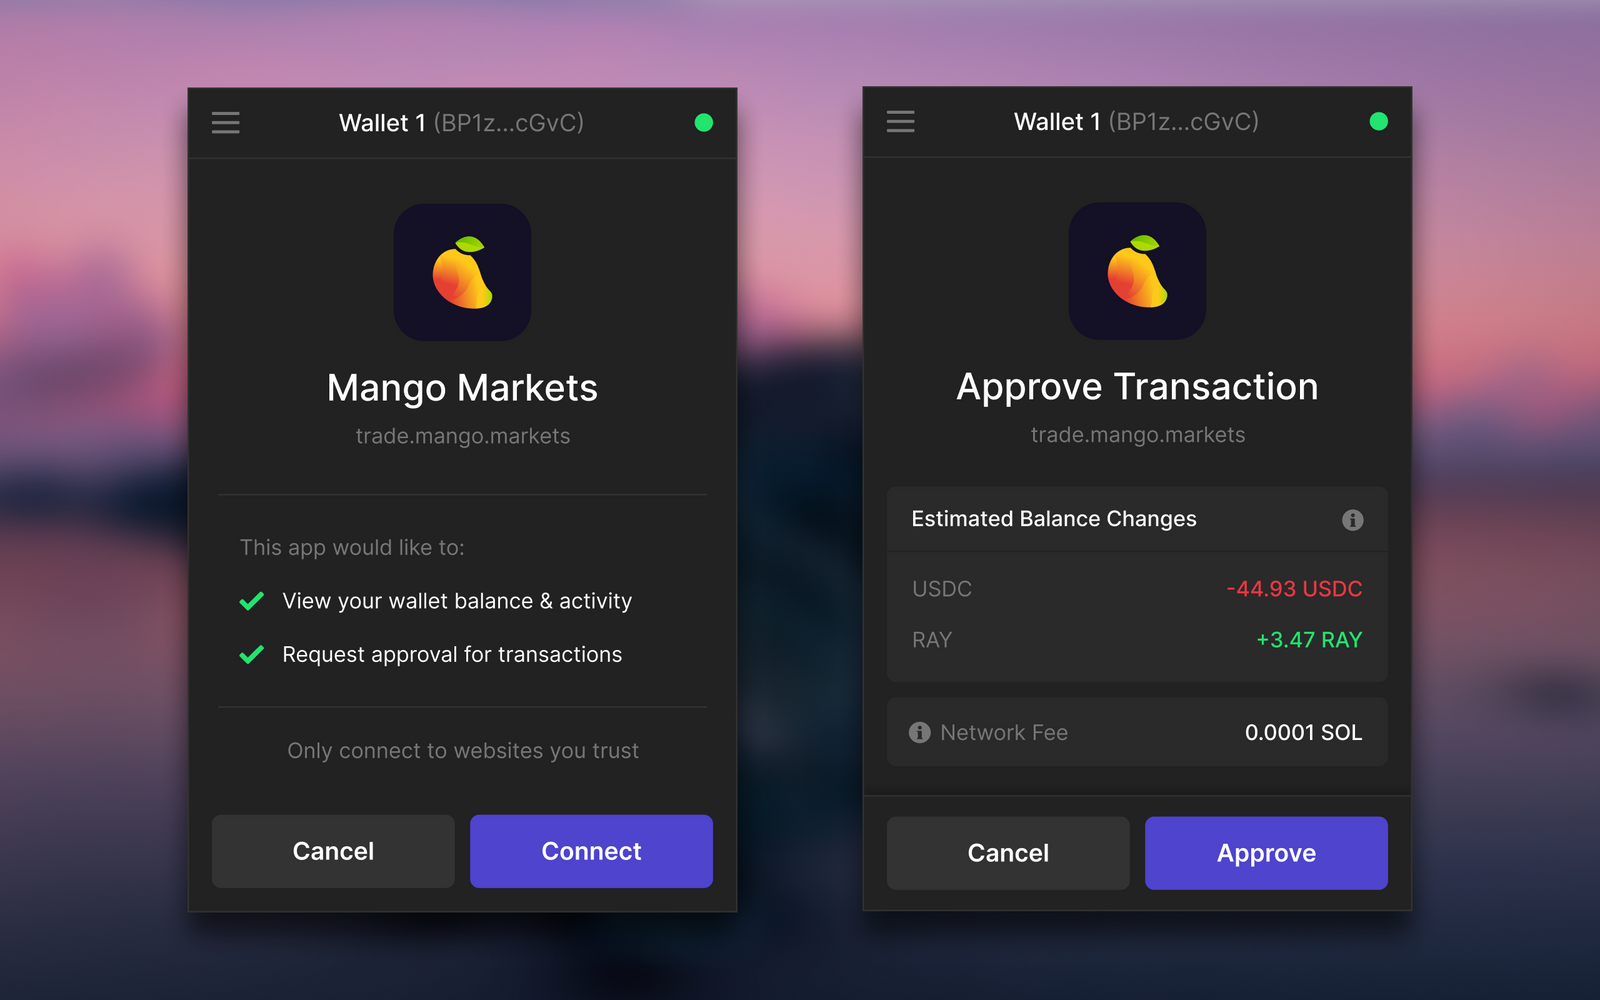 Wallet 1 (BP1z...cGvC)
Mango Markets
trade.mango.markets
This app would like to:
View your wallet balance & activity
Request approval for transactions
Only connect to websites you trust
Cancel
Connect
Wallet 1 (BP1z...cGvC)
Approve Transaction
trade.mango.markets
Estimated Balance Changes
USDC -44.93 USDC
RAY +3.47 RAY
Network Fee 0.0001 SOL
Cancel
Approve